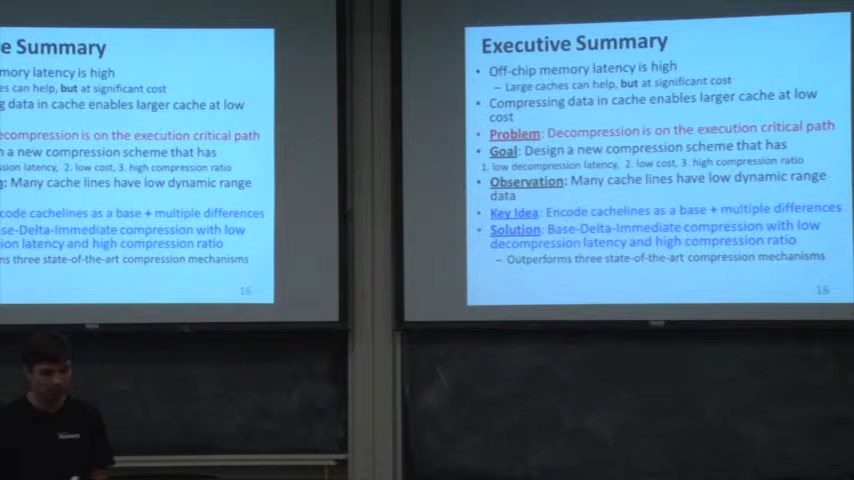 e Summary
mory latency is high
es can help, but at significant cost
g data in cache enables larger cache at low
ecompression is on the execution critical path
n a new compression scheme that has
sion latency, 2. low cost, 3. high compression ratio
: Many cache lines have low dynamic range
code cachelines as a base + multiple differences
se-Delta-Immediate compression with low
ion latency and high compression ratio
ms three state-of-the-art compression mechanisms
16
Executive Summary
• Off-chip memory latency is high
– Large caches can help, but at significant cost
• Compressing data in cache enables larger cache at low
cost
• Problem: Decompression is on the execution critical path
• Goal: Design a new compression scheme that has
1. low decompression latency, 2. low cost, 3. high compression ratio
• Observation: Many cache lines have low dynamic range
data
• Key Idea: Encode cachelines as a base + multiple differences
• Solution: Base-Delta-Immediate compression with low
decompression latency and high compression ratio
– Outperforms three state-of-the-art compression mechanisms
16